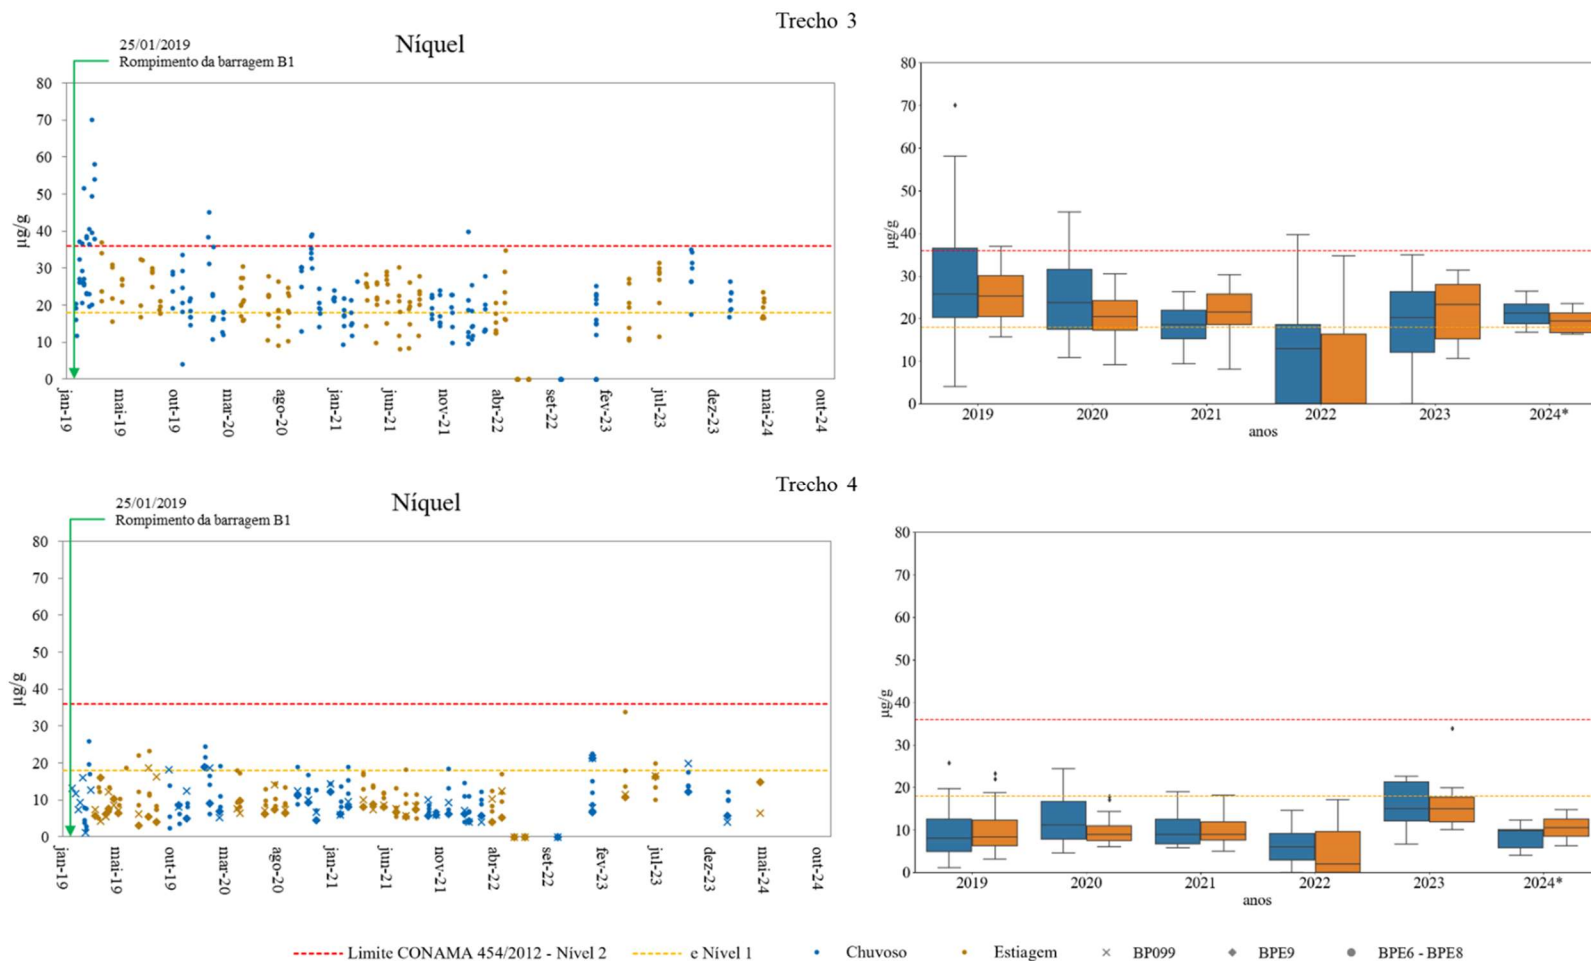 Trecho 3
25/01/2019
Rompimento da barragem B1
Níquel
µg/g
80
70
60
50
40
30
20
10
0
jan-19
mai-19
out-19
mar-20
ago-20
jan-21
jun-21
nov-21
abr-22
set-22
fev-23
jul-23
dez-23
mai-24
out-24
µg/g
80
70
60
50
40
30
20
10
0
2019
2020
2021
2022
2023
2024*
anos
Trecho 4
25/01/2019
Rompimento da barragem B1
Níquel
µg/g
80
70
60
50
40
30
20
10
0
jan-19
mai-19
out-19
mar-20
ago-20
jan-21
jun-21
nov-21
abr-22
set-22
fev-23
jul-23
dez-23
mai-24
out-24
µg/g
80
70
60
50
40
30
20
10
0
2019
2020
2021
2022
2023
2024*
anos
Limite CONAMA 454/2012 - Nível 2 e Nível 1 Chuvoso Estiagem BP099 BPE9 BPE6 - BPE8